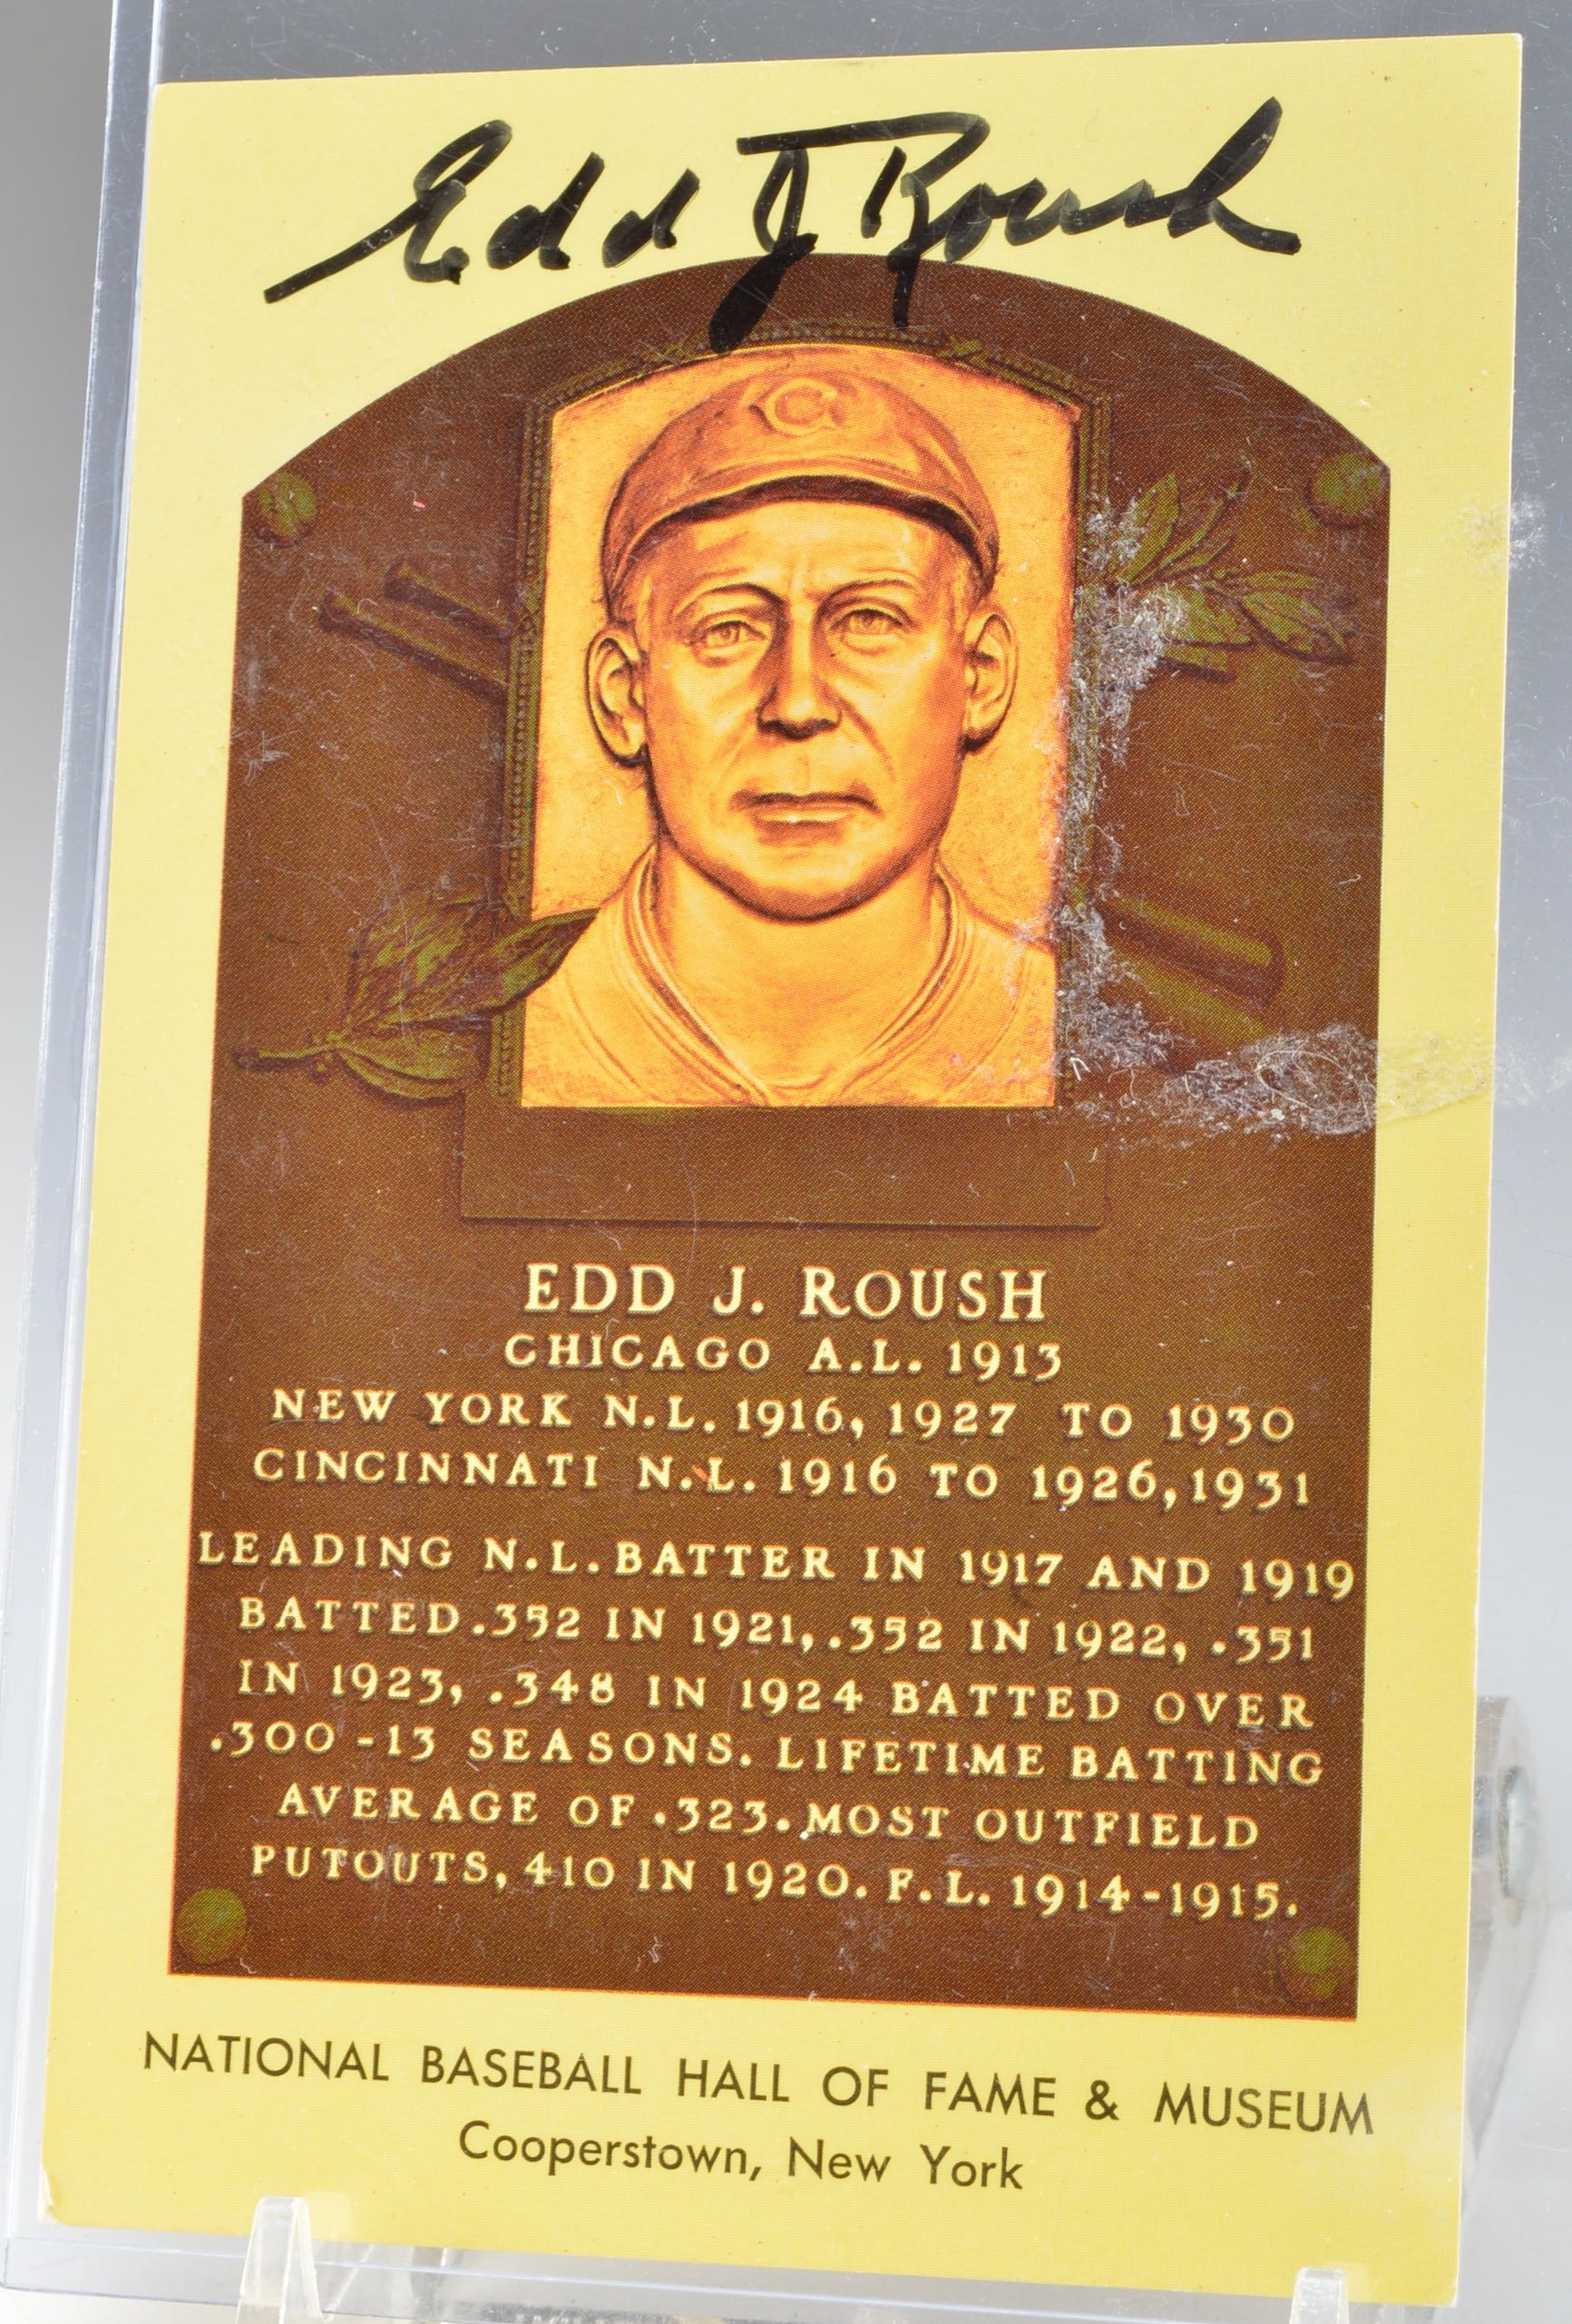 Edd J Roush
C
EDD J. ROUSH
CHICAGO A.L. 1913
NEW YORK N.L. 1916, 1927 TO 1930
CINCINNATI N.L. 1916 TO 1926, 1931
LEADING N.L. BATTER IN 1917 AND 1919
BATTED .352 IN 1921, .352 IN 1922, .351
IN 1923, .348 IN 1924 BATTED OVER
.300-13 SEASONS. LIFETIME BATTING
AVERAGE OF .323. MOST OUTFIELD
PUTOUTS, 410 IN 1920. F.L. 1914-1915.
NATIONAL BASEBALL HALL OF FAME & MUSEUM
Cooperstown, New York